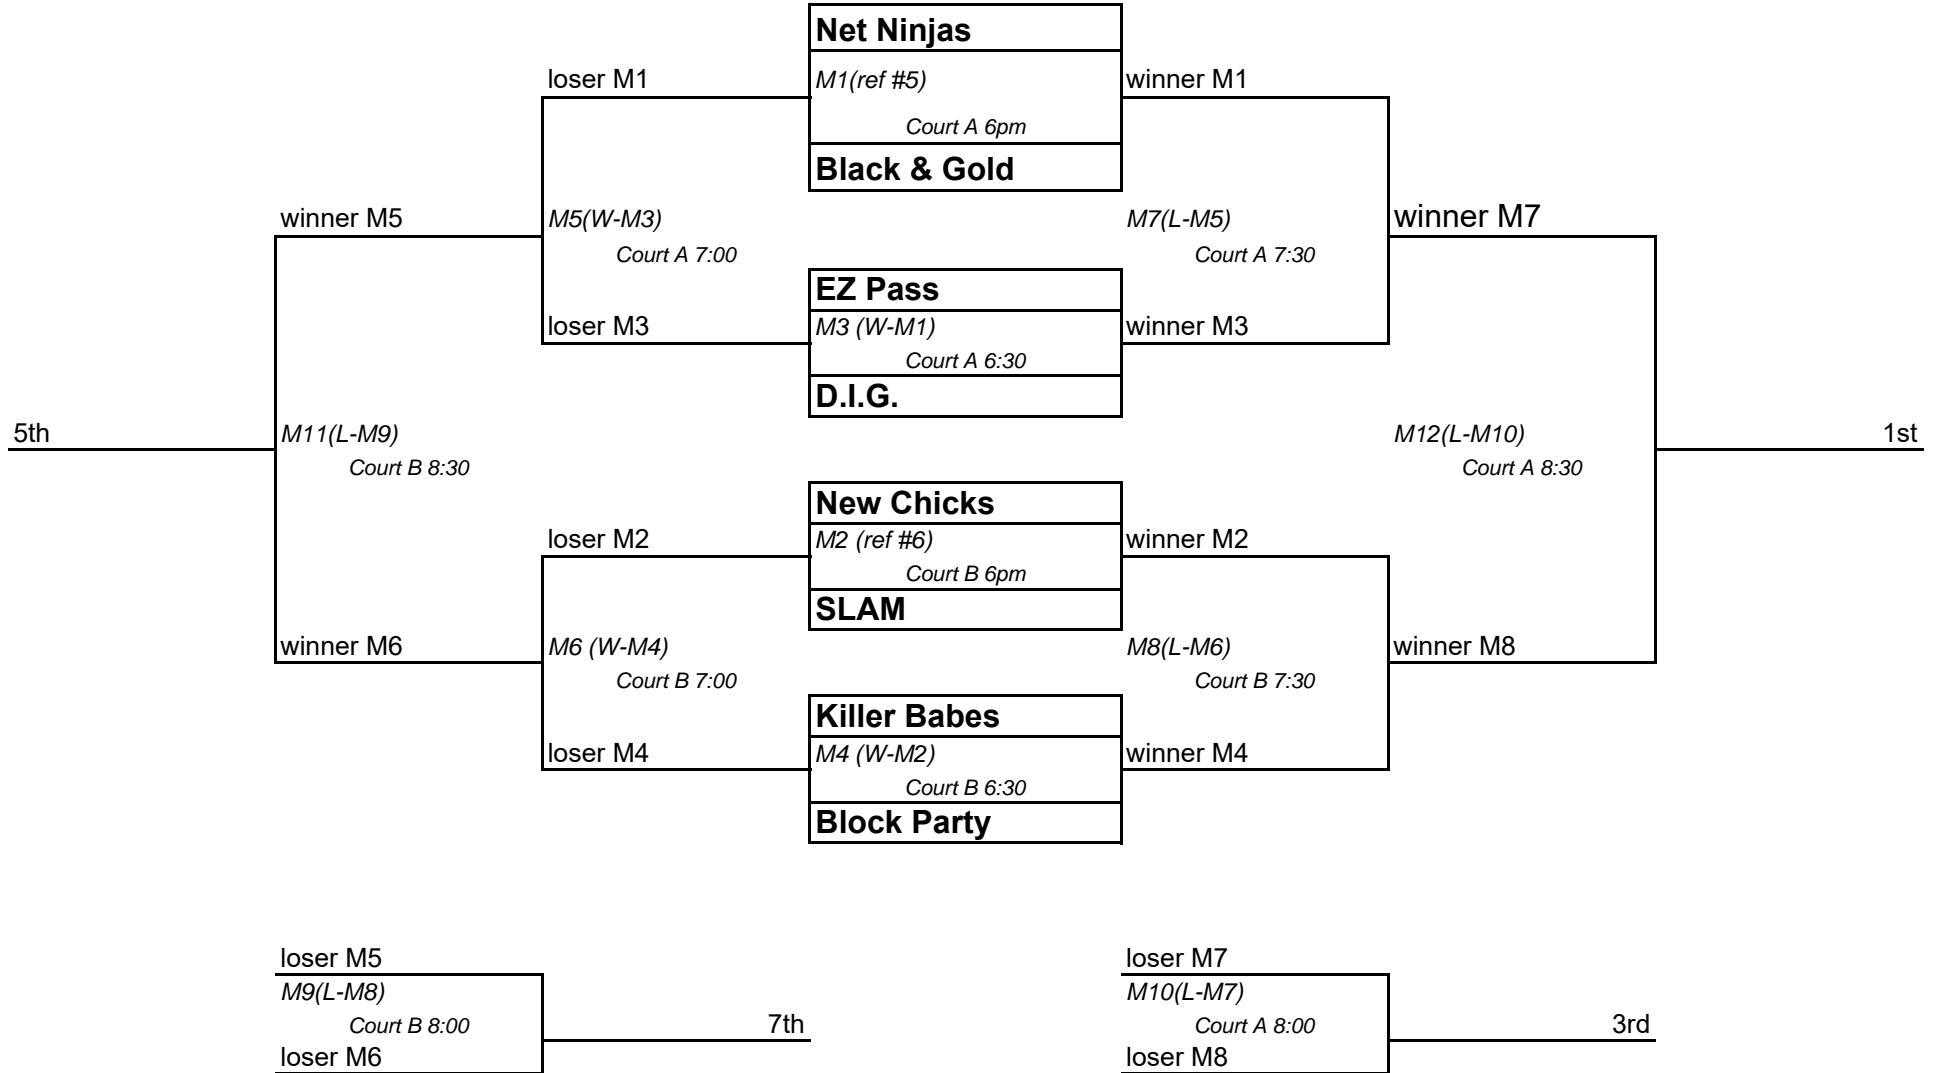 Net Ninjas
loser M1
M1(ref #5)
winner M1
Court A 6pm
Black & Gold
winner M5
M5(W-M3)
M7(L-M5)
winner M7
Court A 7:00
Court A 7:30
EZ Pass
loser M3
M3 (W-M1)
winner M3
Court A 6:30
D.I.G.
5th
M11(L-M9)
M12(L-M10)
1st
Court B 8:30
Court A 8:30
New Chicks
loser M2
M2 (ref #6)
winner M2
Court B 6pm
SLAM
winner M6
M6 (W-M4)
M8(L-M6)
winner M8
Court B 7:00
Court B 7:30
Killer Babes
loser M4
M4 (W-M2)
winner M4
Court B 6:30
Block Party
loser M5
loser M7
M9(L-M8)
M10(L-M7)
Court B 8:00
7th
Court A 8:00
3rd
loser M6
loser M8